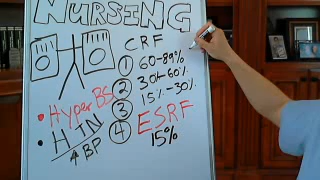 NURSING
CRF
① 60-89%
② 30%-60%
③ 15%-30%
④ ESRF
15%
• Hyper BS
• HTN
↑ BP